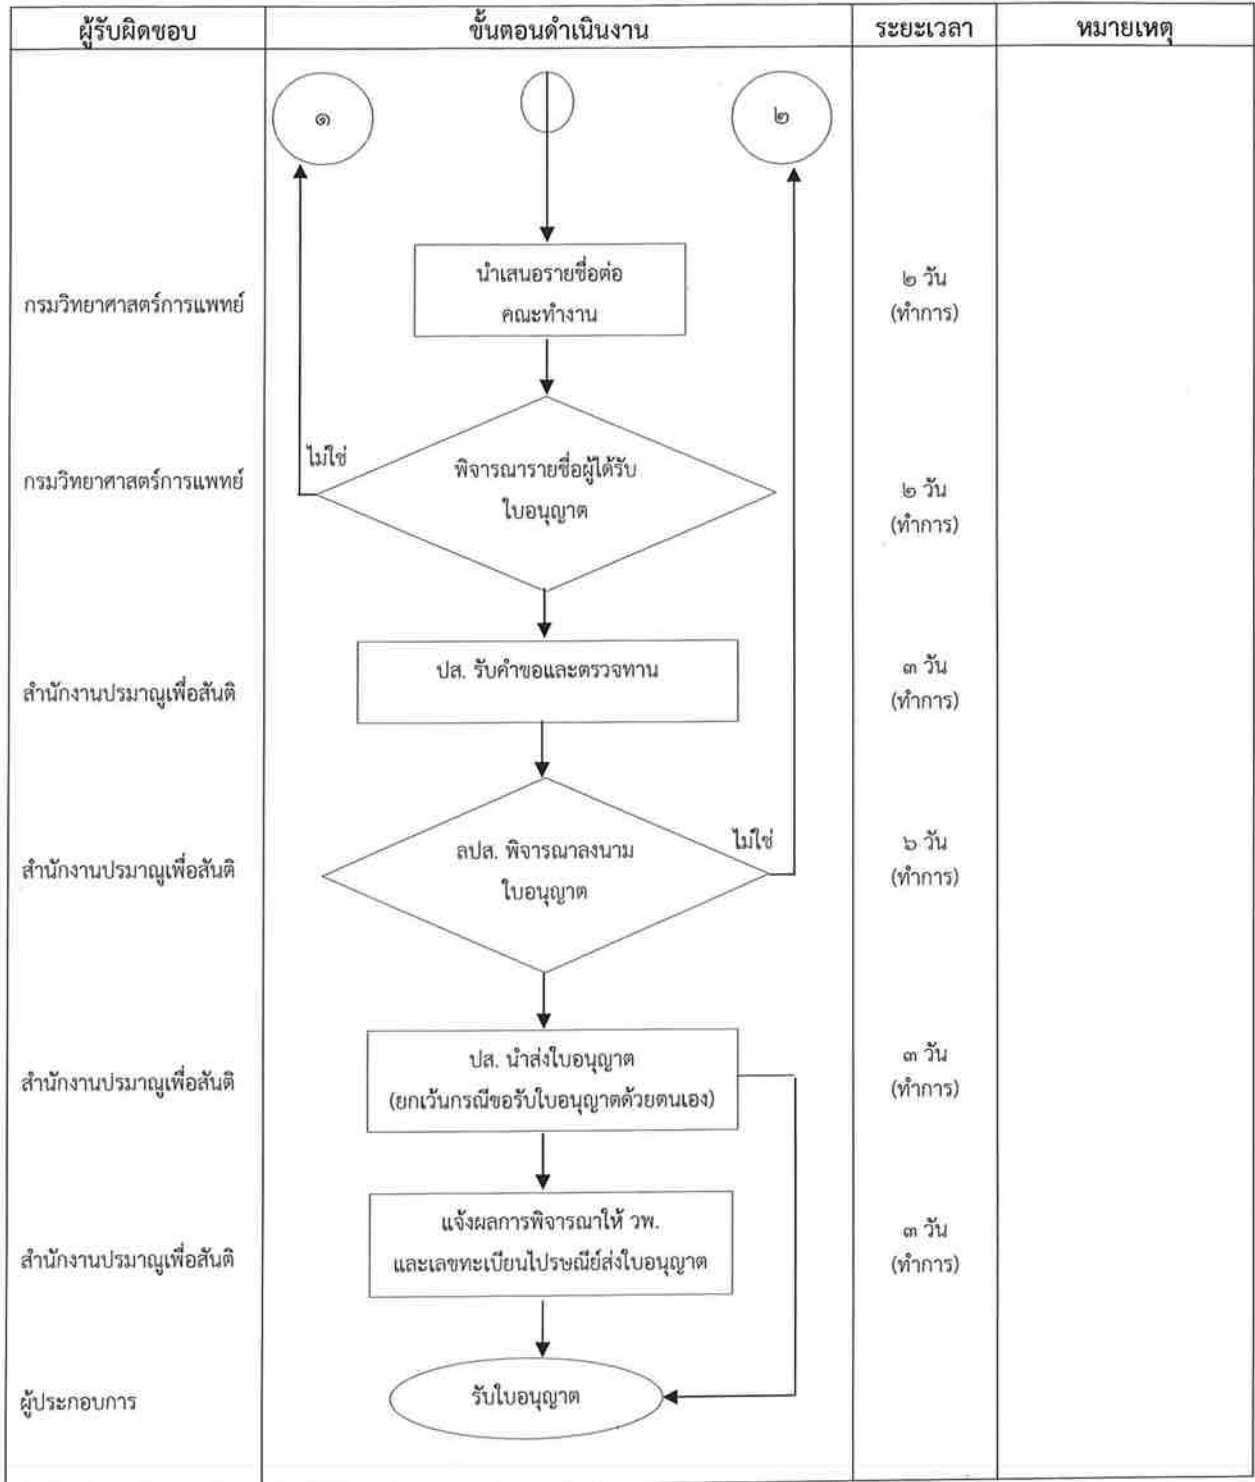 ผู้รับผิดชอบ ขั้นตอนดำเนินงาน ระยะเวลา หมายเหตุ
๑ ๒
กรมวิทยาศาสตร์การแพทย์
นำเสนอรายชื่อต่อ
คณะทำงาน
๒ วัน
(ทำการ)
กรมวิทยาศาสตร์การแพทย์
ไม่ใช่
พิจารณารายชื่อผู้ได้รับ
ใบอนุญาต
๒ วัน
(ทำการ)
สำนักงานปรมาณูเพื่อสันติ
ปส. รับคำขอและตรวจทาน
๓ วัน
(ทำการ)
สำนักงานปรมาณูเพื่อสันติ
ลปส. พิจารณาลงนาม
ใบอนุญาต
ไม่ใช่
๖ วัน
(ทำการ)
สำนักงานปรมาณูเพื่อสันติ
ปส. นำส่งใบอนุญาต
(ยกเว้นกรณีขอรับใบอนุญาตด้วยตนเอง)
๓ วัน
(ทำการ)
สำนักงานปรมาณูเพื่อสันติ
แจ้งผลการพิจารณาให้ วพ.
และเลขทะเบียนไปรษณีย์ส่งใบอนุญาต
๓ วัน
(ทำการ)
ผู้ประกอบการ
รับใบอนุญาต